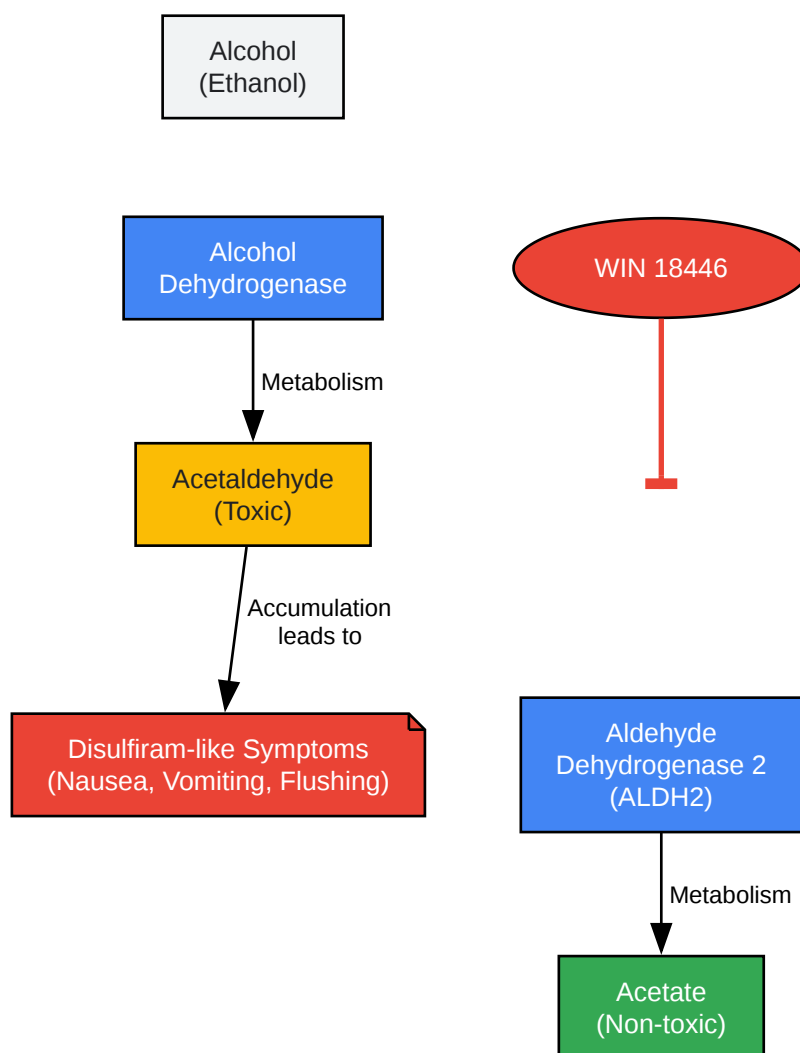 Alcohol
(Ethanol)
Alcohol
Dehydrogenase
WIN 18446
Metabolism
Acetaldehyde
(Toxic)
Accumulation
leads to
Disulfiram-like Symptoms
(Nausea, Vomiting, Flushing)
Aldehyde
Dehydrogenase 2
(ALDH2)
Metabolism
Acetate
(Non-toxic)